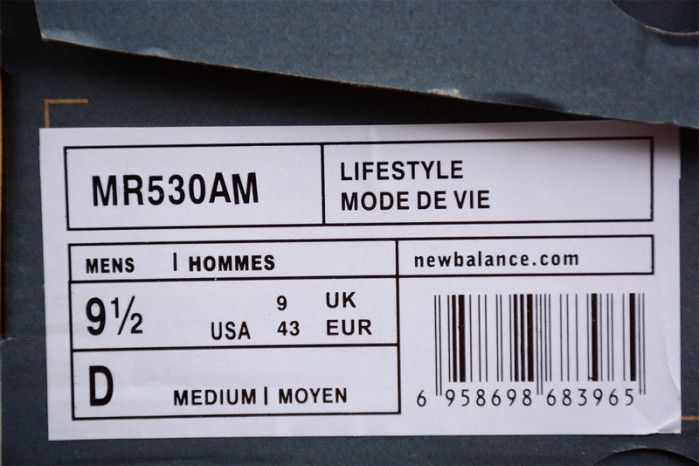 MR530AM
LIFESTYLE
MODE DE VIE
MENS | HOMMES
newbalance.com
9½ USA
9 UK
43 EUR
D MEDIUM | MOYEN
6 958698 683965